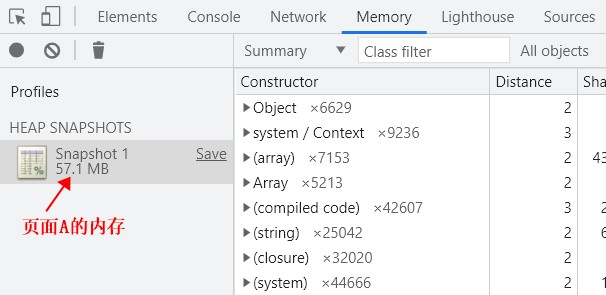 Elements Console Network Memory Lighthouse Sources
Summary ▼ Class filter All objects
Profiles
HEAP SNAPSHOTS
Snapshot 1 Save
57.1 MB
页面A的内存
Constructor Distance Sha
Object ×6629 2
system / Context ×9236 3
(array) ×7153 2 43
Array ×5213 2
(compiled code) ×42607 3 2
(string) ×25042 2 6
(closure) ×32020 2
(system) ×44666 2 1